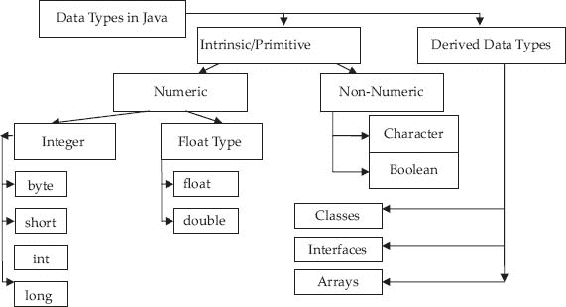 Data Types in Java
Intrinsic/Primitive
Derived Data Types
Numeric
Non-Numeric
Integer
Float Type
Character
Boolean
byte
short
int
long
float
double
Classes
Interfaces
Arrays